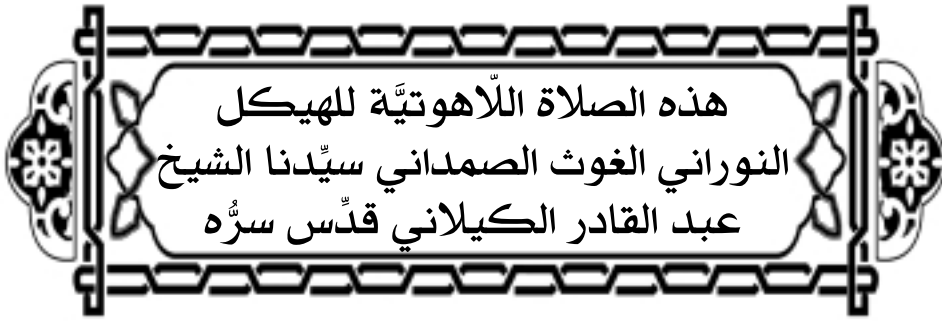 هذه الصلاة اللّاهوتيَّة للهيكل
النوراني الغوث الصمداني سيِّدنا الشيخ
عبد القادر الكيلاني قدِّس سرُّه